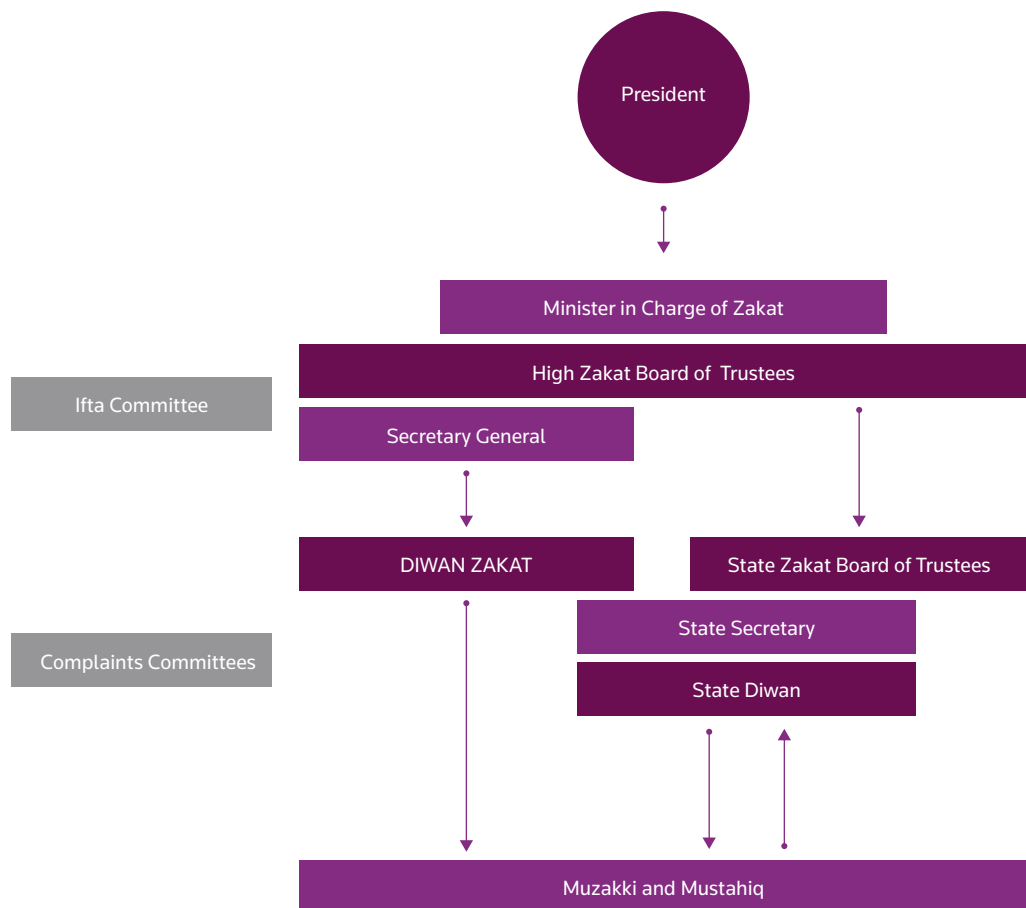 President
Minister in Charge of Zakat
High Zakat Board of Trustees
Ifta Committee
Secretary General
DIWAN ZAKAT
State Zakat Board of Trustees
State Secretary
Complaints Committees
State Diwan
Muzakki and Mustahiq